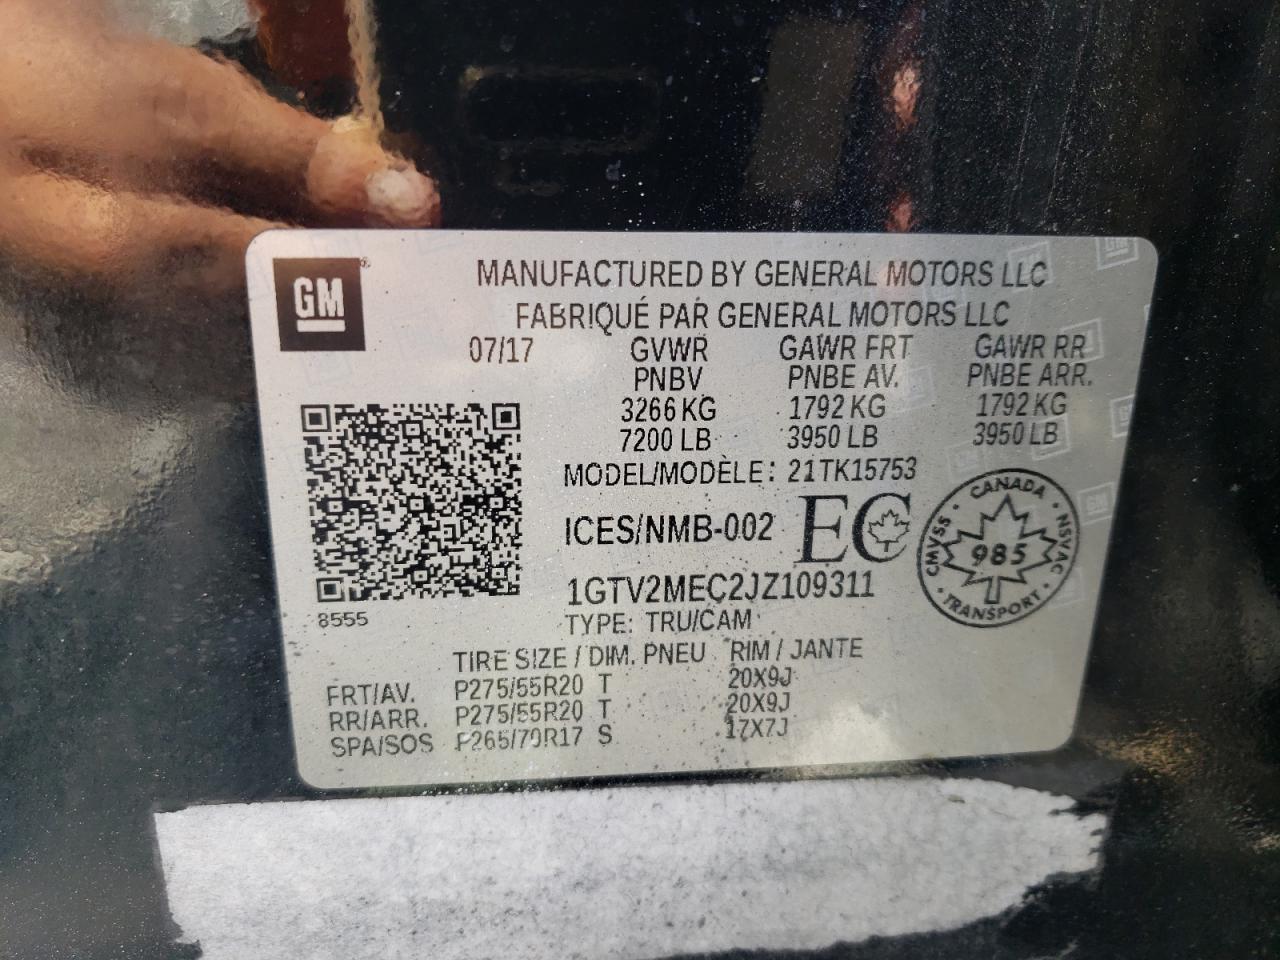 GM
MANUFACTURED BY GENERAL MOTORS LLC
FABRIQUÉ PAR GENERAL MOTORS LLC
07/17 GVWR GAWR FRT GAWR RR
PNBV PNBE AV. PNBE ARR.
3266 KG 1792 KG 1792 KG
7200 LB 3950 LB 3950 LB
MODEL/MODÈLE: 21TK15753
ICES/NMB-002 EC
CANADA
CMVSS 985 NSVAC
TRANSPORT
1GTV2MEC2JZ109311
8555
TYPE: TRU/CAM
TIRE SIZE / DIM. PNEU RIM / JANTE
FRT/AV. P275/55R20 T 20X9J
RR/ARR. P275/55R20 T 20X9J
SPA/SOS P265/70R17 S 17X7J